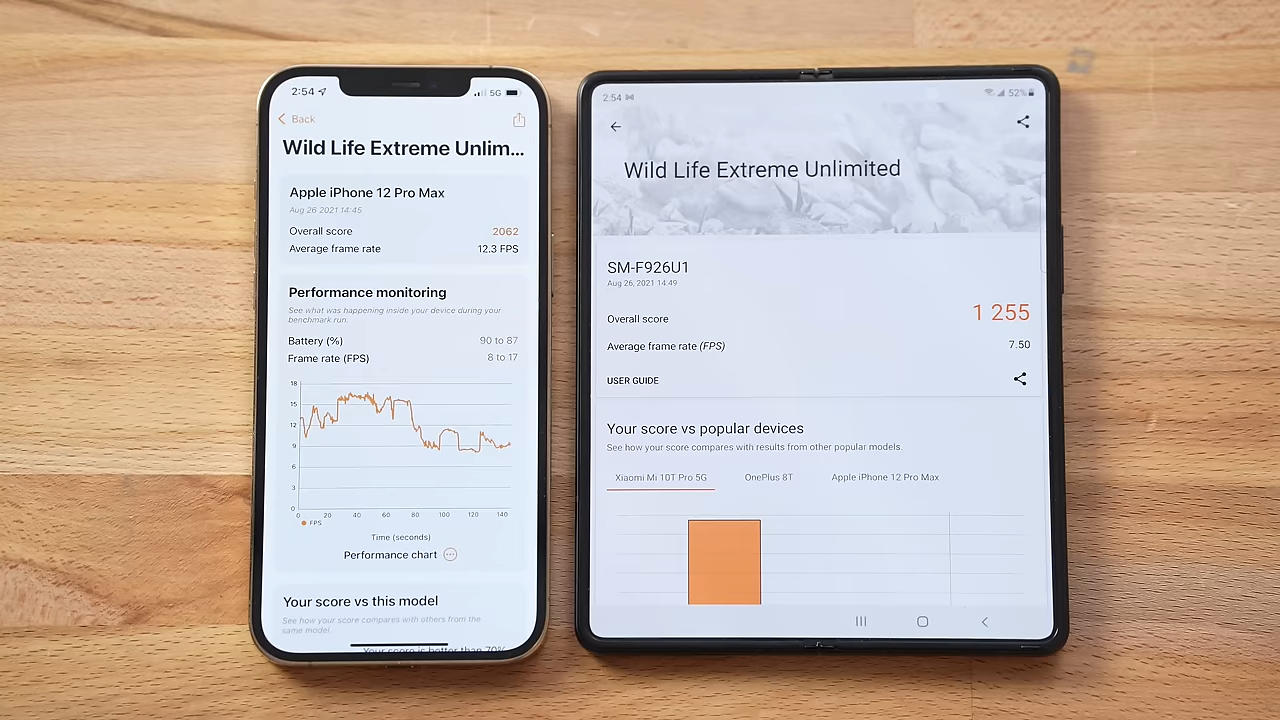 2:54
5G
Back
Wild Life Extreme Unlim...
Apple iPhone 12 Pro Max
Aug 26 2021 14:45
Overall score 2062
Average frame rate 12.3 FPS
Performance monitoring
See what was happening inside your device during your
benchmark run.
Battery (%) 90 to 87
Frame rate (FPS) 8 to 17
18
15
12
9
6
3
0
0 20 40 60 80 100 120 140
FPS
Time (seconds)
Performance chart
Your score vs this model
See how your score compares with others from the
same model.
Your score is better than 70%
2:54
52%
Wild Life Extreme Unlimited
SM-F926U1
Aug 26, 2021 14:49
Overall score 1 255
Average frame rate (FPS) 7.50
USER GUIDE
Your score vs popular devices
See how your score compares with results from other popular models.
Xiaomi Mi 10T Pro 5G OnePlus 8T Apple iPhone 12 Pro Max